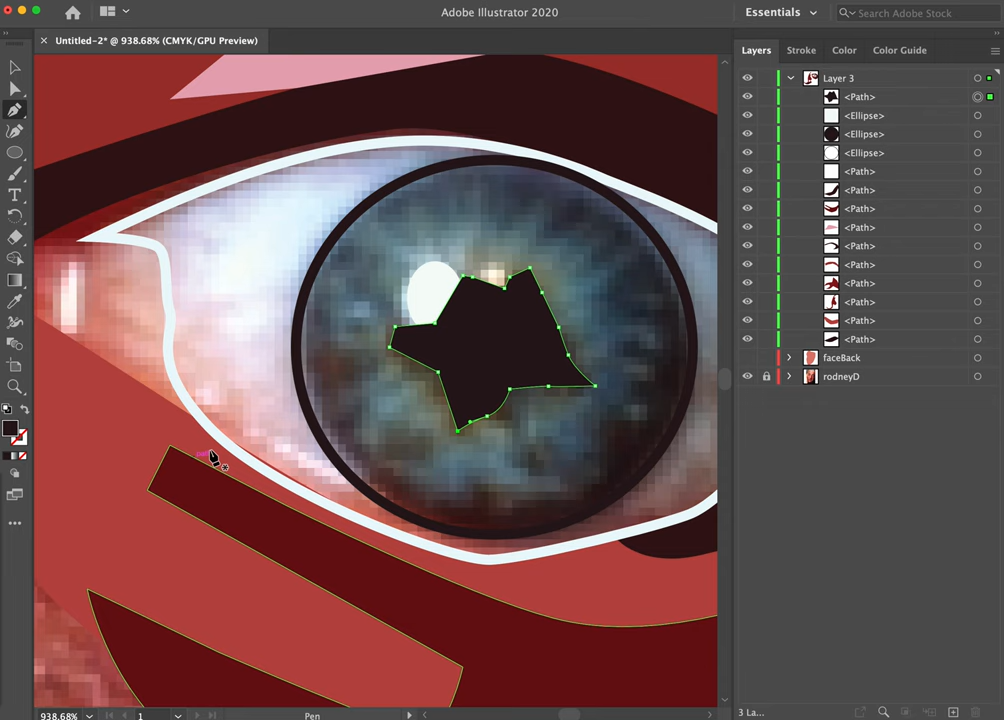 Adobe Illustrator 2020
Essentials
Search Adobe Stock
Untitled-2* @ 938.68% (CMYK/GPU Preview)
Layers
Stroke
Color
Color Guide
Layer 3
<Path>
<Ellipse>
<Ellipse>
<Ellipse>
<Path>
<Path>
<Path>
<Path>
<Path>
<Path>
<Path>
<Path>
<Path>
<Path>
faceBack
rodneyD
938.68%
1
Pen
3 La...